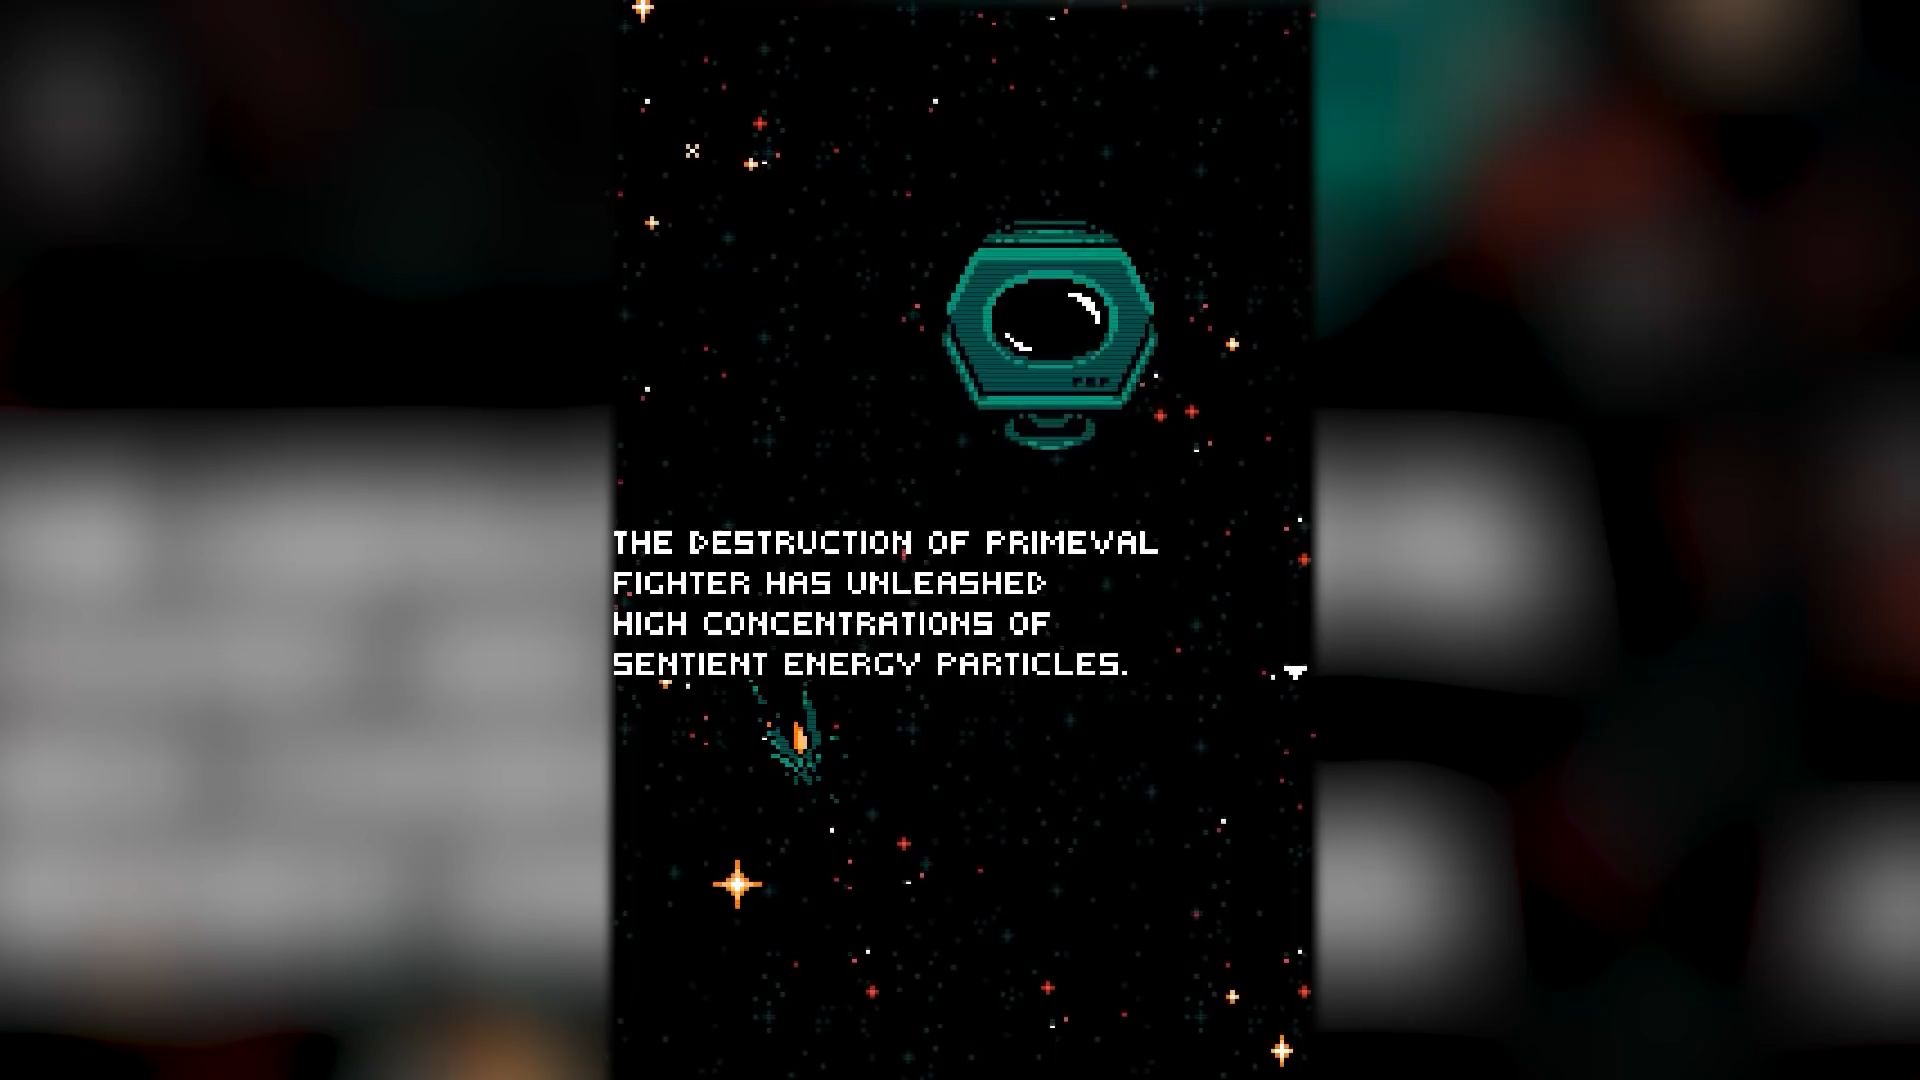 THE DESTRUCTION OF PRIMEVAL
FIGHTER HAS UNLEASHED
HIGH CONCENTRATIONS OF
SENTIENT ENERGY PARTICLES.